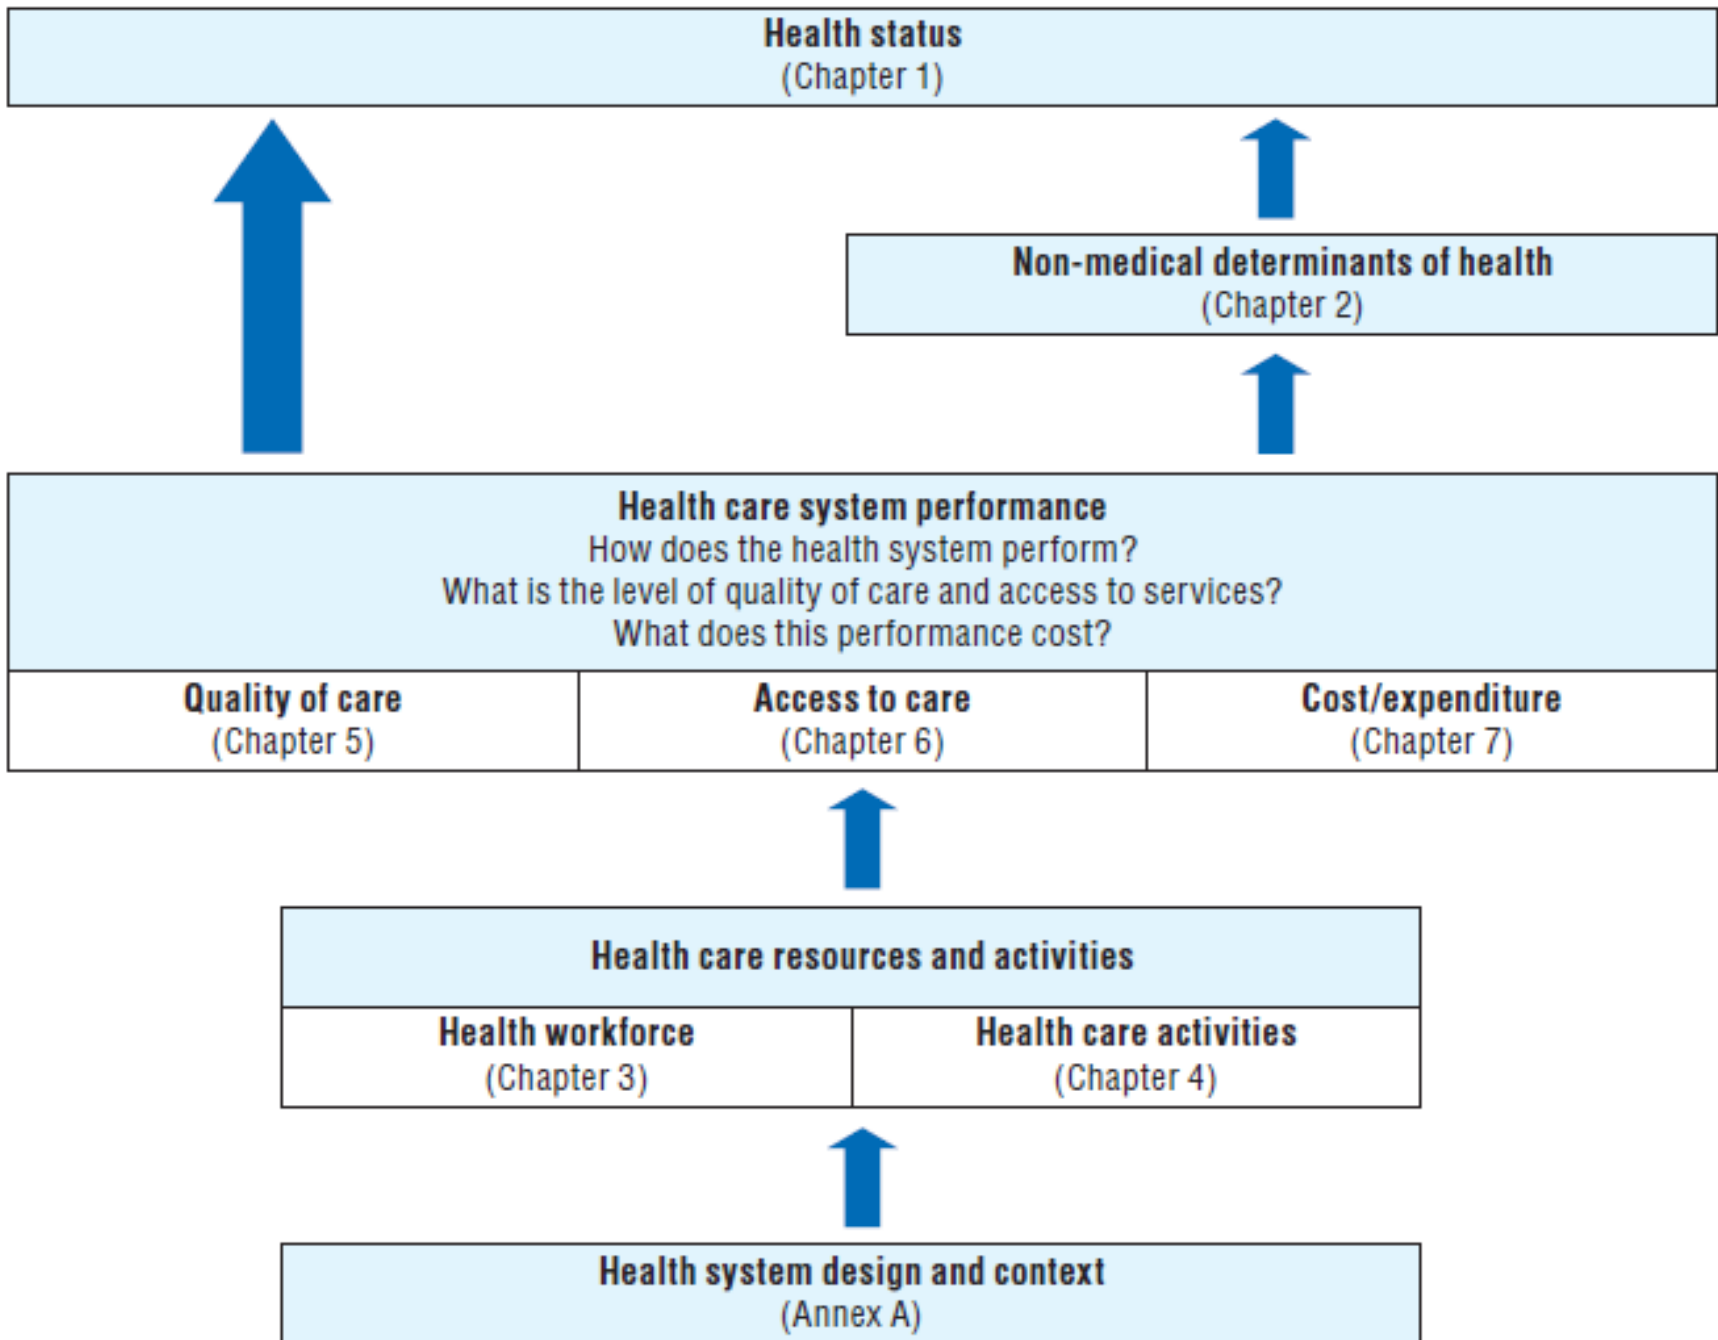 Health status
(Chapter 1)
Non-medical determinants of health
(Chapter 2)
Health care system performance
How does the health system perform?
What is the level of quality of care and access to services?
What does this performance cost?
Quality of care
(Chapter 5)
Access to care
(Chapter 6)
Cost/expenditure
(Chapter 7)
Health care resources and activities
Health workforce
(Chapter 3)
Health care activities
(Chapter 4)
Health system design and context
(Annex A)